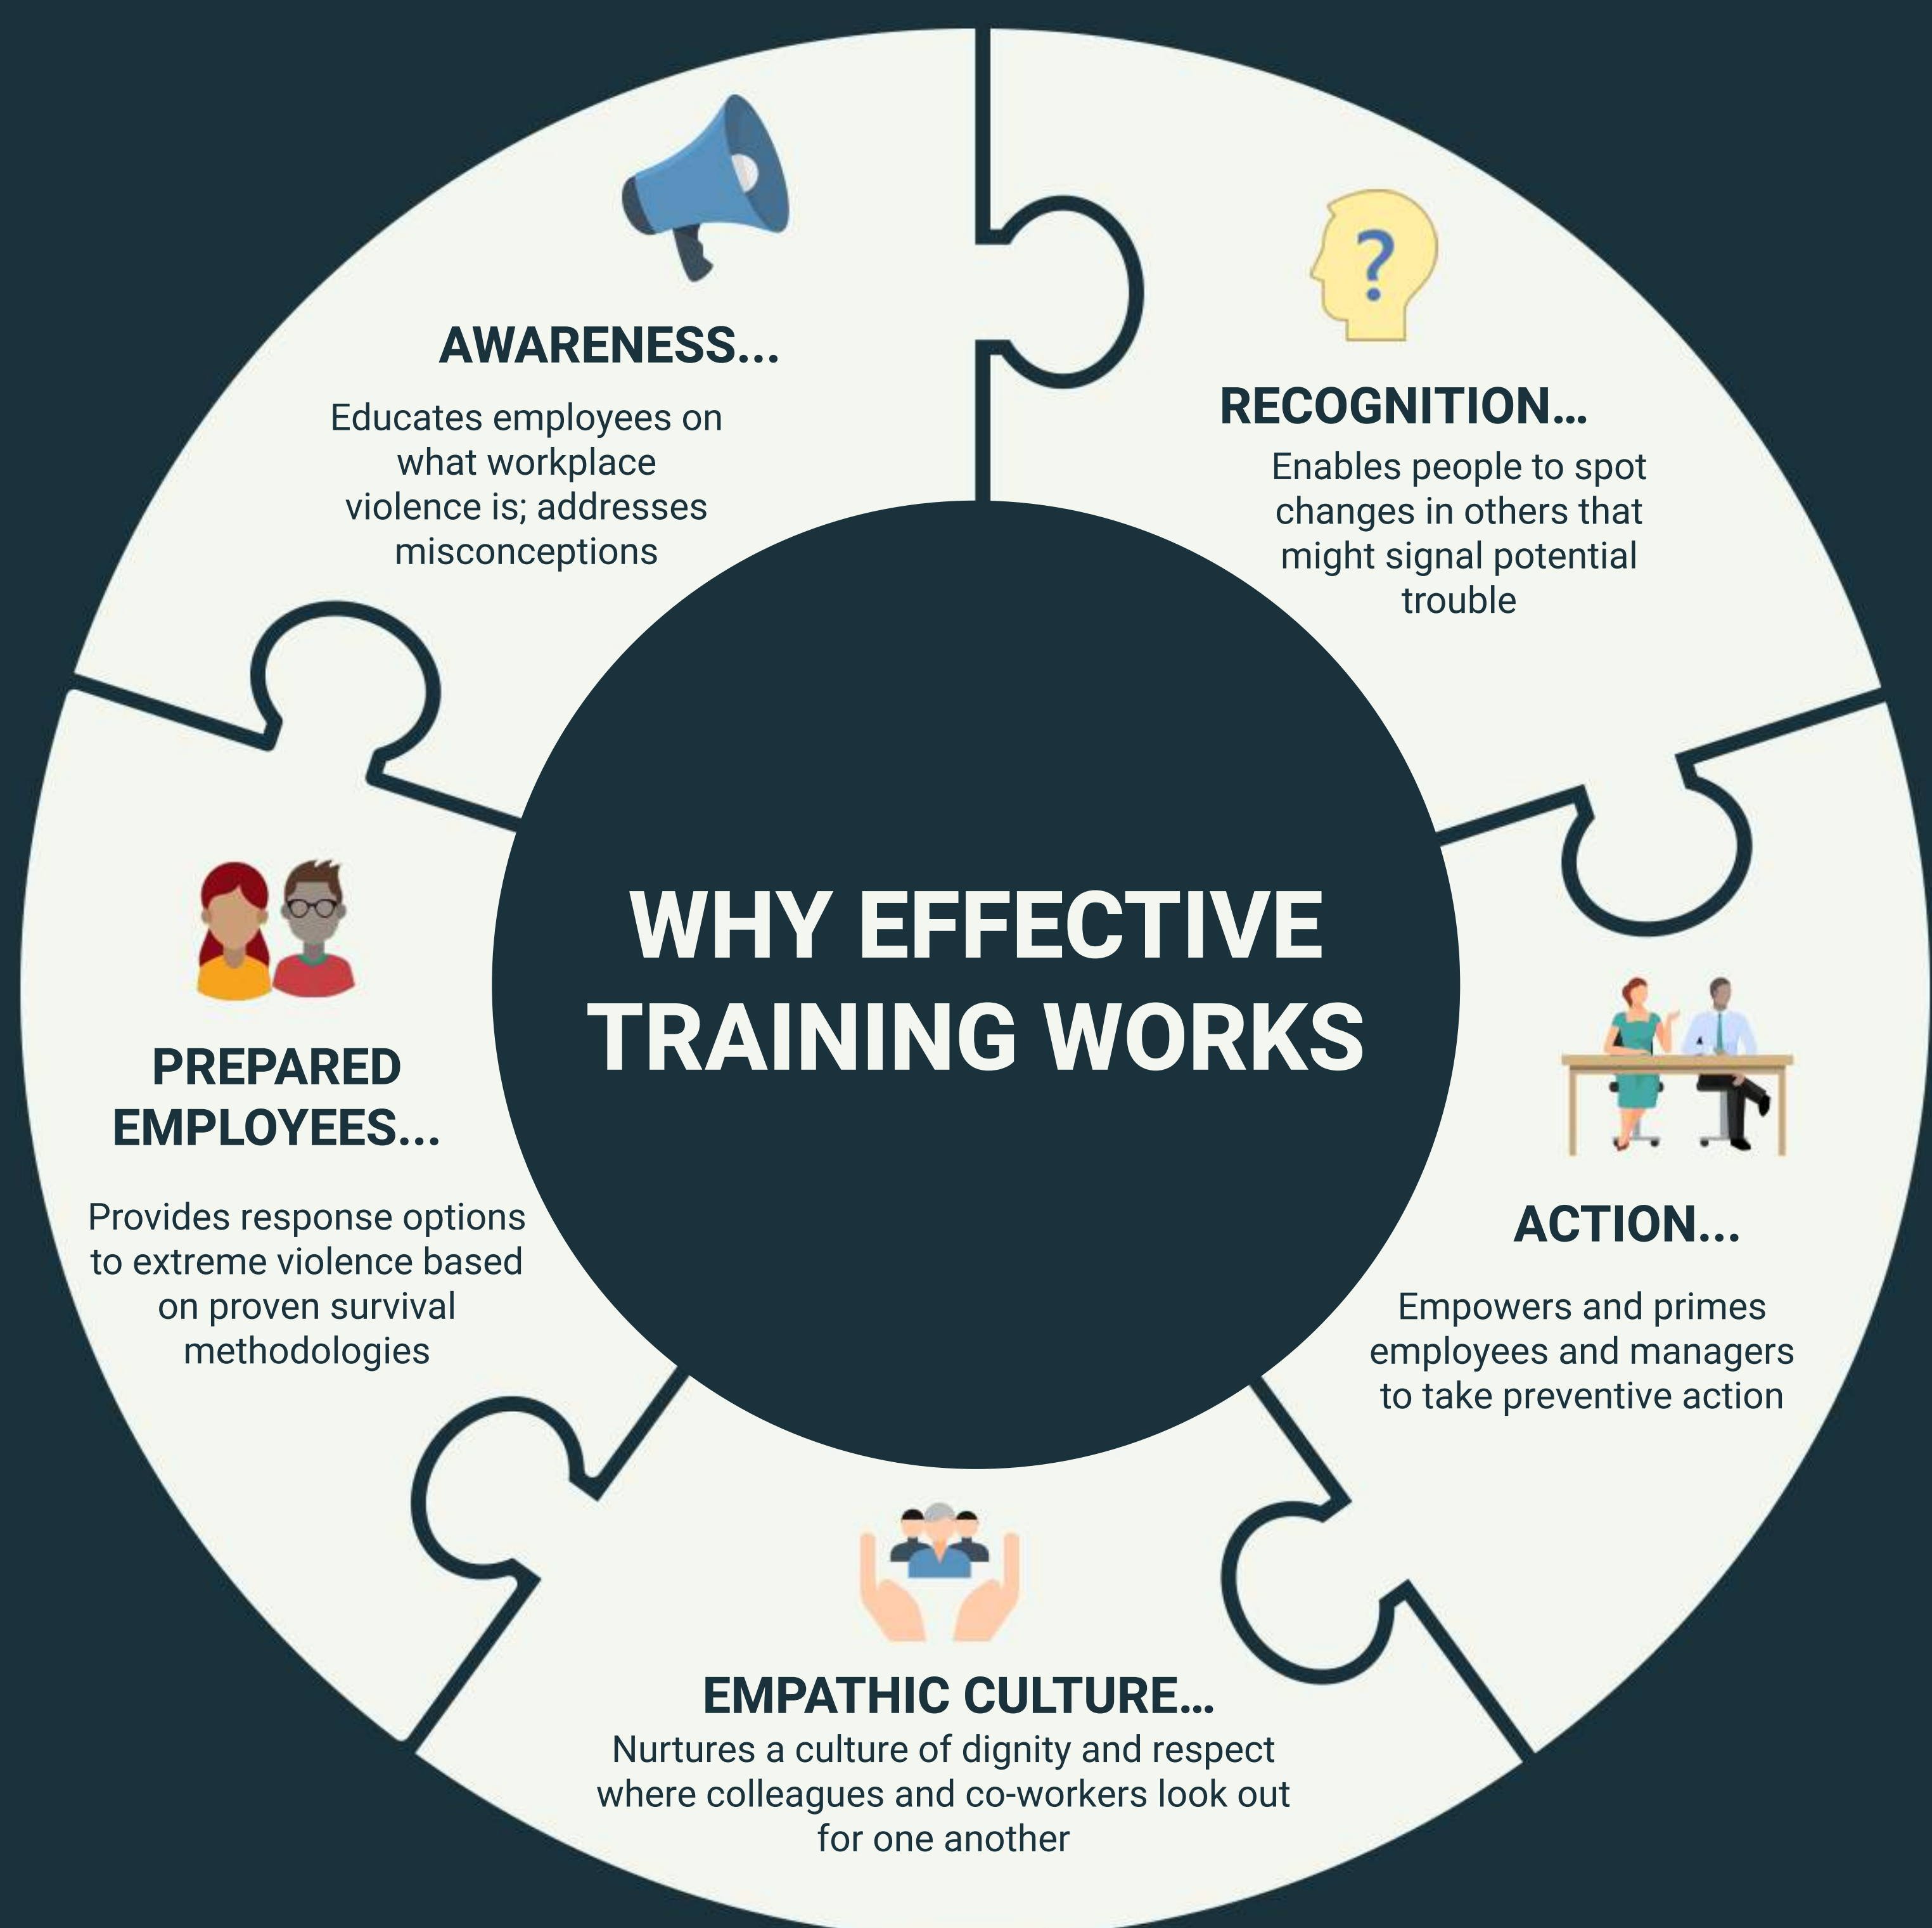 AWARENESS...
Educates employees on
what workplace
violence is; addresses
misconceptions
?
RECOGNITION...
Enables people to spot
changes in others that
might signal potential
trouble
WHY EFFECTIVE
TRAINING WORKS
ACTION...
Empowers and primes
employees and managers
to take preventive action
EMPATHIC CULTURE...
Nurtures a culture of dignity and respect
where colleagues and co-workers look out
for one another
PREPARED
EMPLOYEES...
Provides response options
to extreme violence based
on proven survival
methodologies